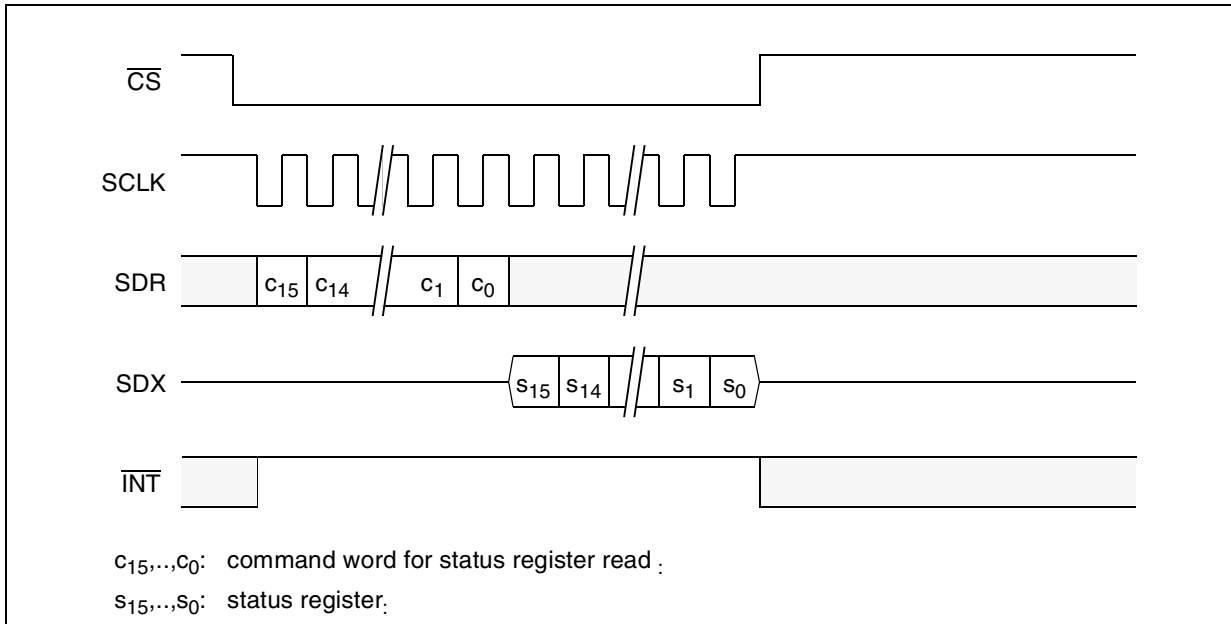 CS
SCLK
SDR c15 c14 c1 c0
SDX s15 s14 s1 s0
INT
c15,..,c0: command word for status register read :
s15,..,s0: status register: